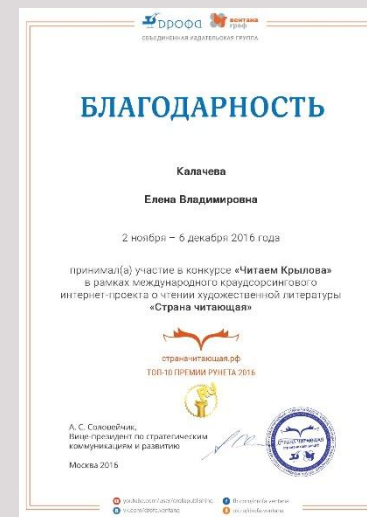 дрофа вентана граф
ОБЪЕДИНЕННАЯ ИЗДАТЕЛЬСКАЯ ГРУППА
БЛАГОДАРНОСТЬ
Калачева
Елена Владимировна
2 ноября – 6 декабря 2016 года
принимал(а) участие в конкурсе «Читаем Крылова»
в рамках международного краудсорсингового
интернет-проекта о чтении художественной литературы
«Страна читающая»
страначитающая.рф
ТОП-10 ПРЕМИИ РУНЕТА 2016
А. С. Соловейчик,
Вице-президент по стратегическим
коммуникациям и развитию
Москва 2016
Страна читающая